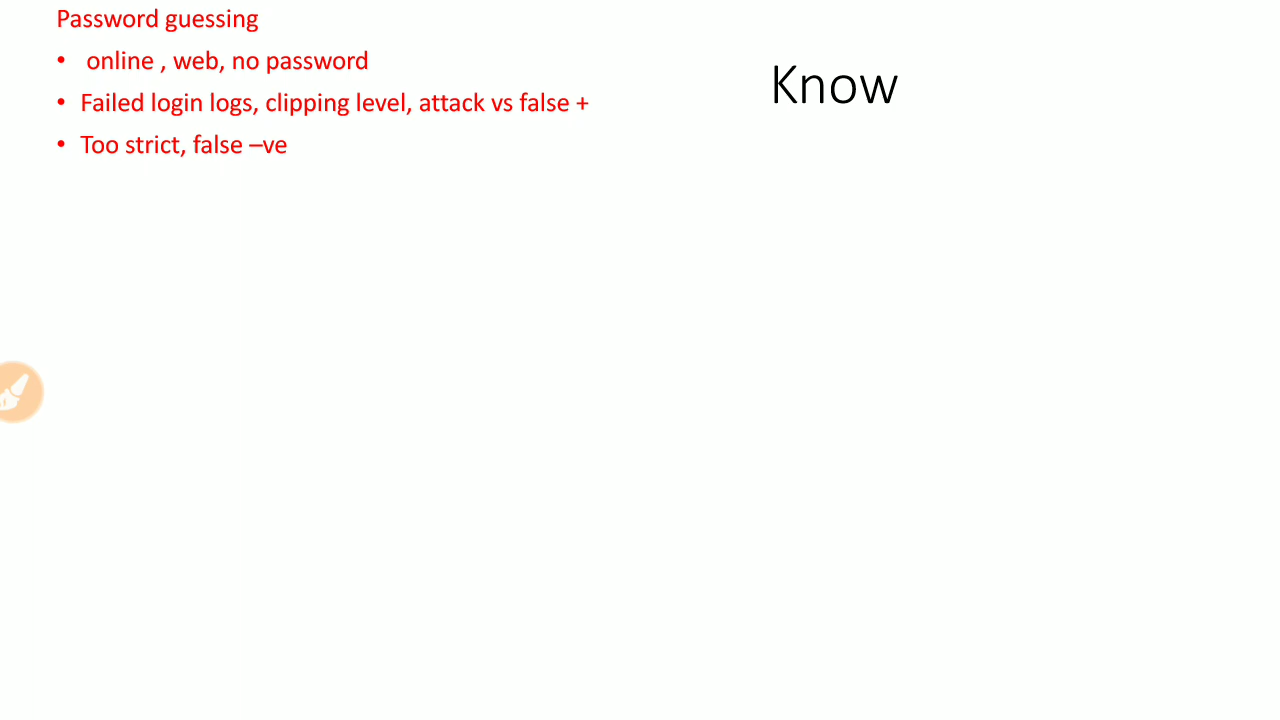 Password guessing
• online , web, no password
• Failed login logs, clipping level, attack vs false +
• Too strict, false –ve
Know